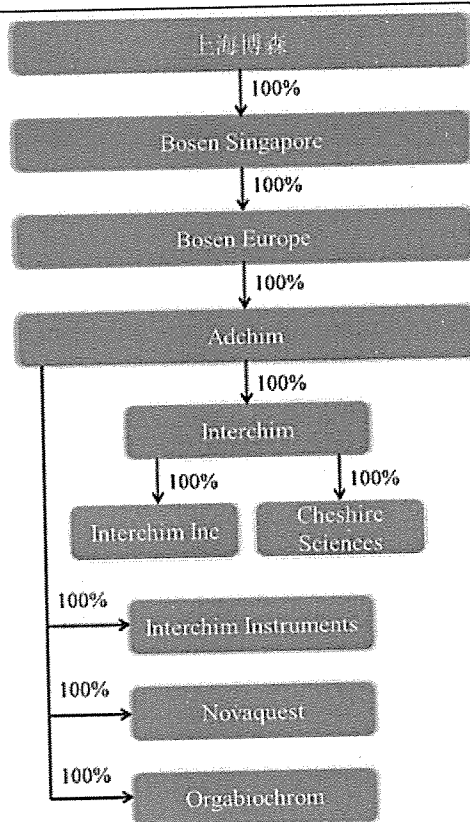 上海博森
100%
Bosen Singapore
100%
Bosen Europe
100%
Adchim
100%
Interchim
100%
100%
Interchim Inc
Cheshire
Sciences
100%
Interchim Instruments
100%
Novaquest
100%
Orgabiochrom